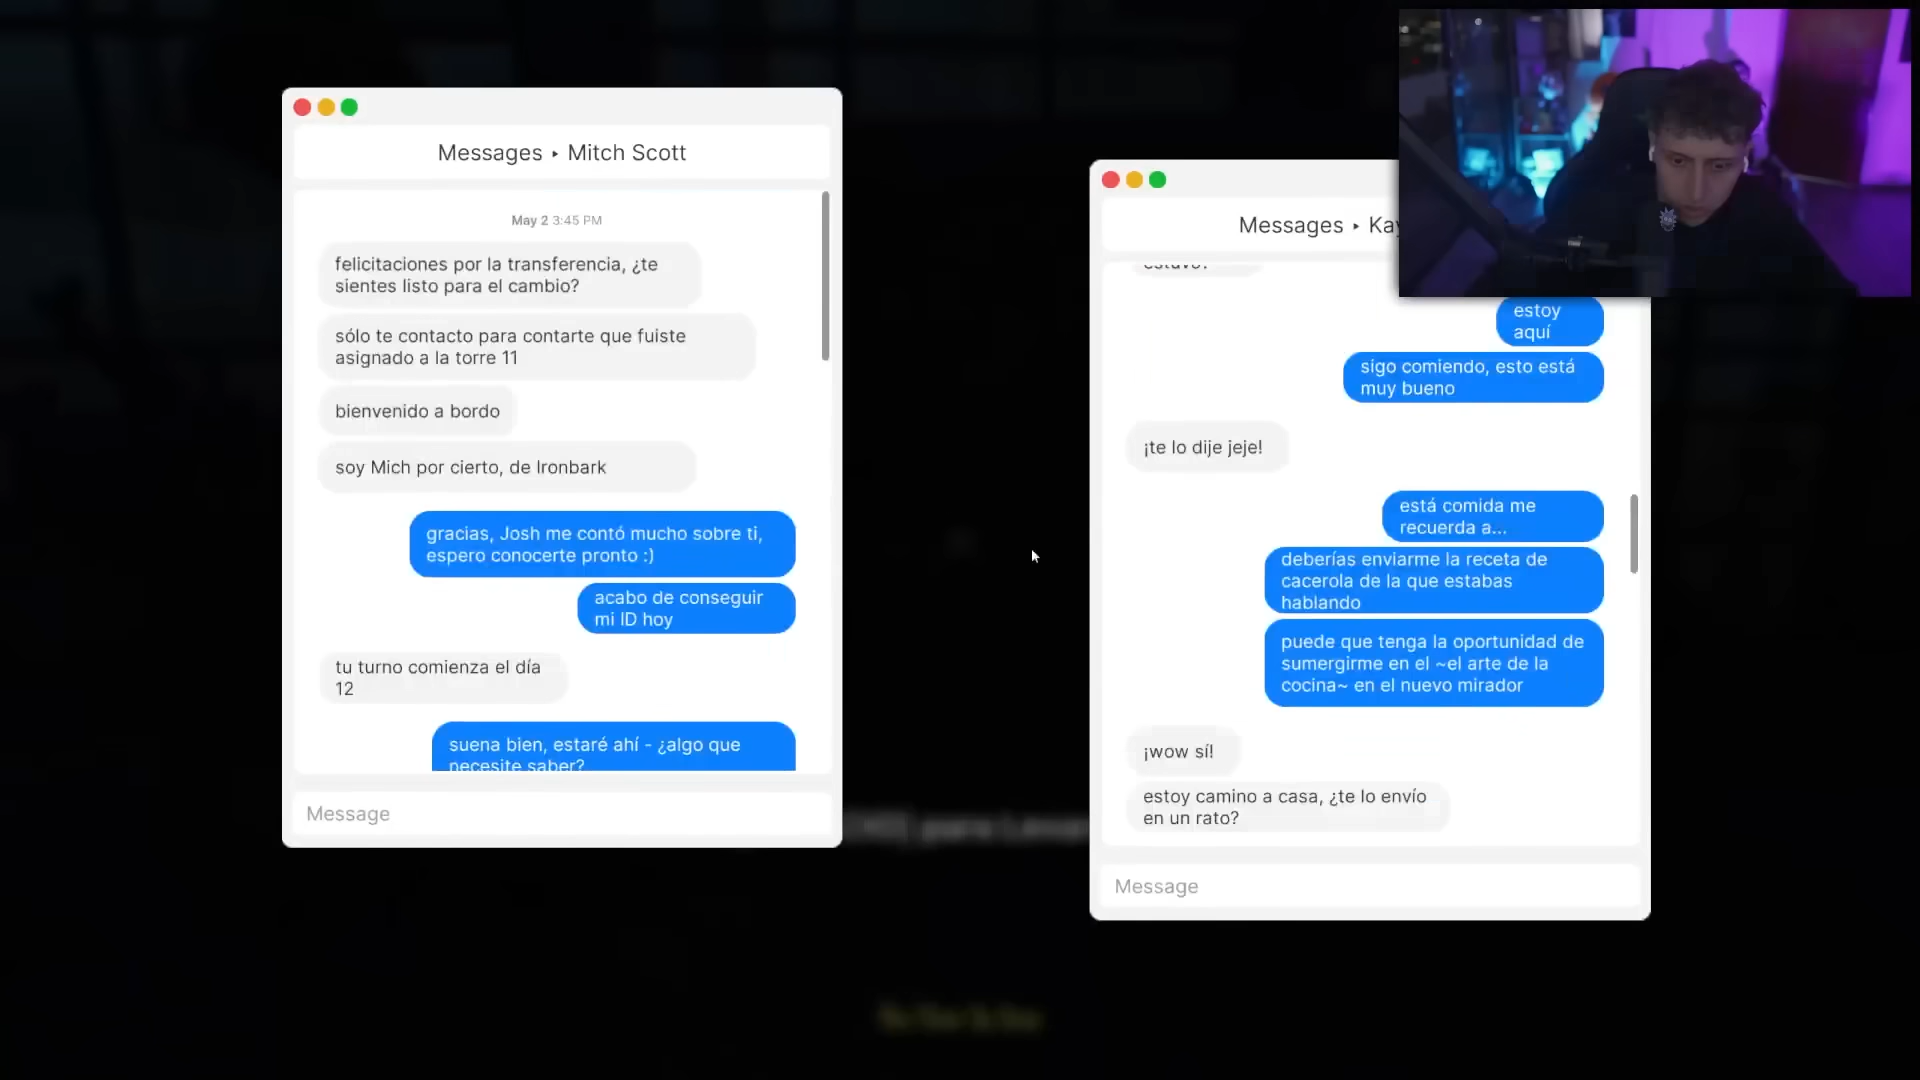 Messages ▸ Mitch Scott
May 2 3:45 PM
felicitaciones por la transferencia, ¿te
sientes listo para el cambio?
sólo te contacto para contarte que fuiste
asignado a la torre 11
bienvenido a bordo
soy Mich por cierto, de Ironbark
gracias, Josh me contó mucho sobre ti,
espero conocerte pronto :)
acabo de conseguir
mi ID hoy
tu turno comienza el día
12
suena bien, estaré ahí - ¿algo que
necesite saber?
Message
Messages ▸ Kay
estoy
aquí
sigo comiendo, esto está
muy bueno
¡te lo dije jeje!
está comida me
recuerda a...
deberías enviarme la receta de
cacerola de la que estabas
hablando
puede que tenga la oportunidad de
sumergirme en el ~el arte de la
cocina~ en el nuevo mirador
¡wow sí!
estoy camino a casa, ¿te lo envío
en un rato?
Message
para